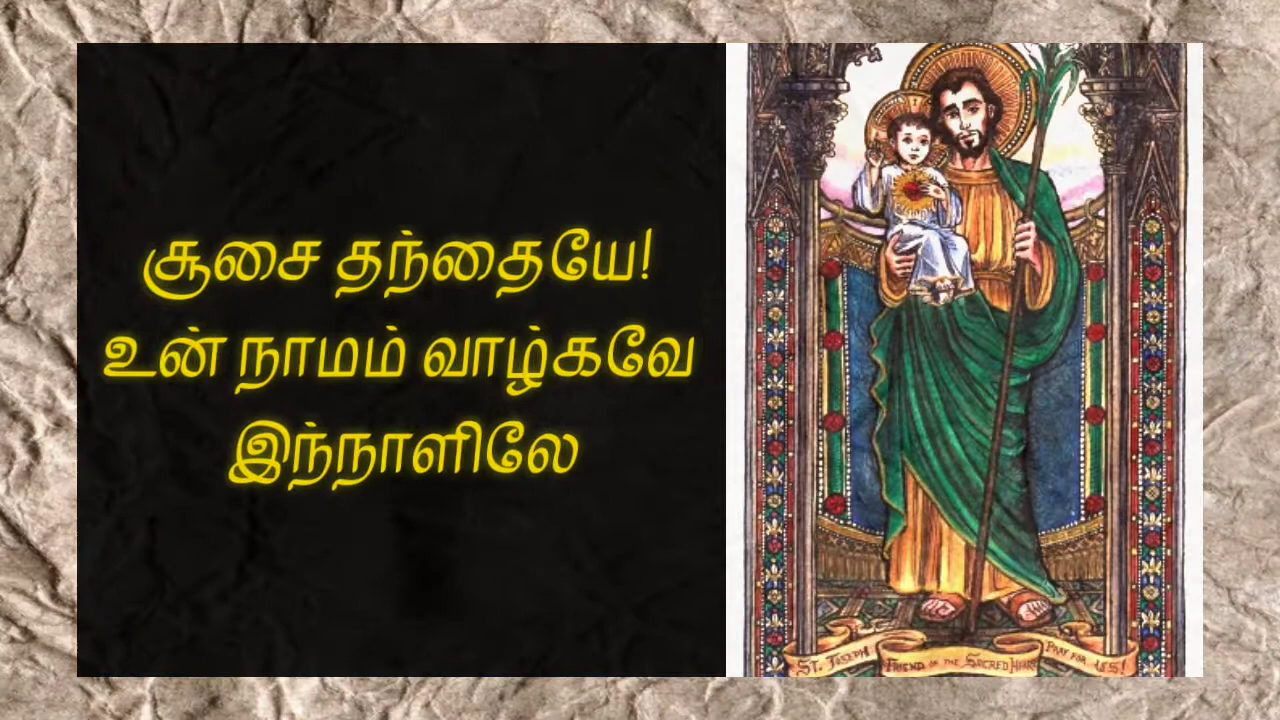 சூசை தந்தையே!
உன் நாமம் வாழ்கவே
இந்நாளிலே
ST. JOSEPH FRIEND OF THE SACRED HEART PRAY FOR US!